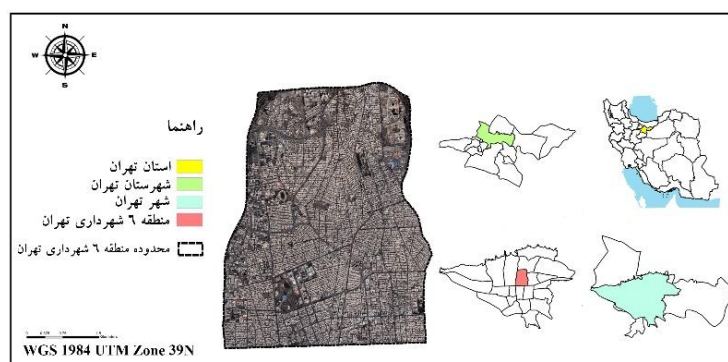 N
W E
S
راهنما
استان تهران
شهرستان تهران
شهر تهران
منطقه ٦ شهرداری تهران
محدوده منطقه ٦ شهرداری تهران
WGS 1984 UTM Zone 39N